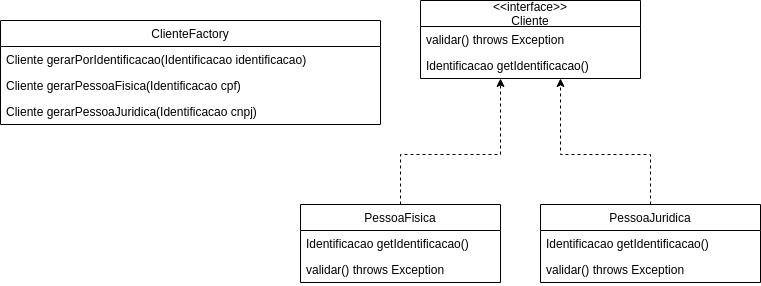 ClienteFactory
Cliente gerarPorIdentificacao(Identificacao identificacao)
Cliente gerarPessoaFisica(Identificacao cpf)
Cliente gerarPessoaJuridica(Identificacao cnpj)
<<interface>>
Cliente
validar() throws Exception
Identificacao getIdentificacao()
PessoaFisica
Identificacao getIdentificacao()
validar() throws Exception
PessoaJuridica
Identificacao getIdentificacao()
validar() throws Exception